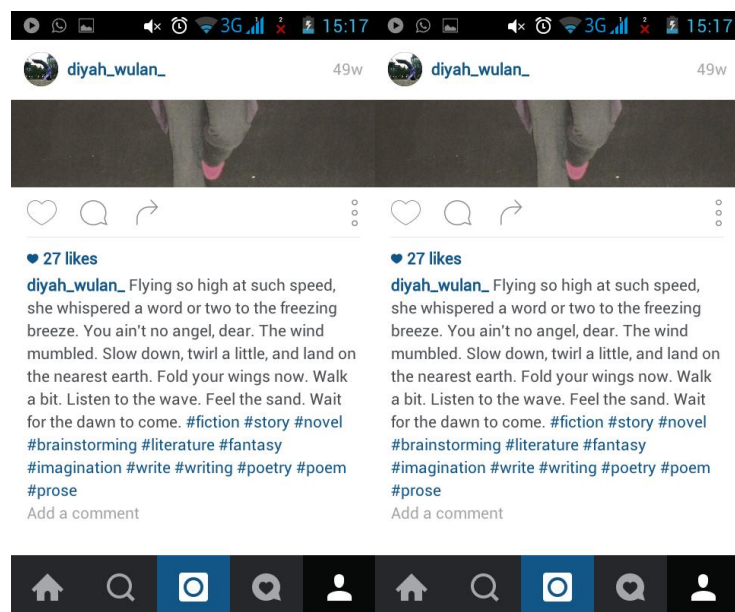 3G 2 x 15:17
diyah_wulan_ 49w
27 likes
diyah_wulan_ Flying so high at such speed,
she whispered a word or two to the freezing
breeze. You ain't no angel, dear. The wind
mumbled. Slow down, twirl a little, and land on
the nearest earth. Fold your wings now. Walk
a bit. Listen to the wave. Feel the sand. Wait
for the dawn to come. #fiction #story #novel
#brainstorming #literature #fantasy
#imagination #write #writing #poetry #poem
#prose
Add a comment
3G 2 x 15:17
diyah_wulan_ 49w
27 likes
diyah_wulan_ Flying so high at such speed,
she whispered a word or two to the freezing
breeze. You ain't no angel, dear. The wind
mumbled. Slow down, twirl a little, and land on
the nearest earth. Fold your wings now. Walk
a bit. Listen to the wave. Feel the sand. Wait
for the dawn to come. #fiction #story #novel
#brainstorming #literature #fantasy
#imagination #write #writing #poetry #poem
#prose
Add a comment